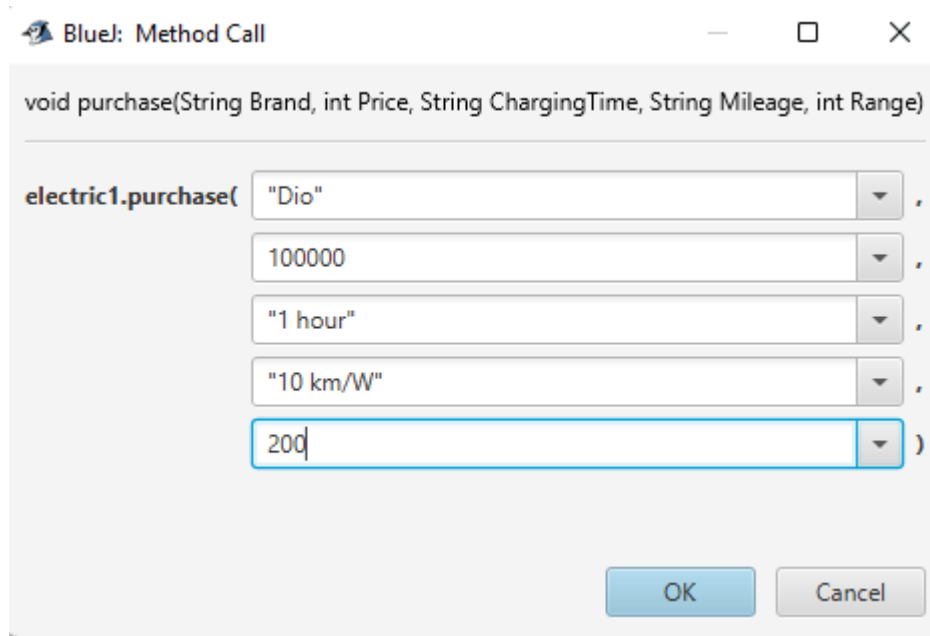 BlueJ: Method Call
void purchase(String Brand, int Price, String ChargingTime, String Mileage, int Range)
electric1.purchase( "Dio" ,
100000 ,
"1 hour" ,
"10 km/W" ,
200 )
OK Cancel